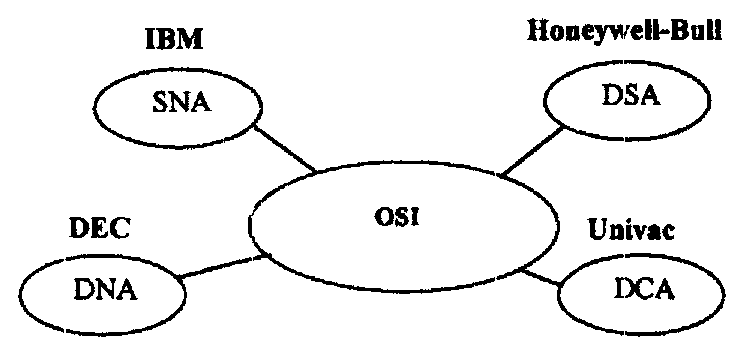 IBM
Honeywell-Bull
SNA
DSA
OSI
DEC
Univac
DNA
DCA